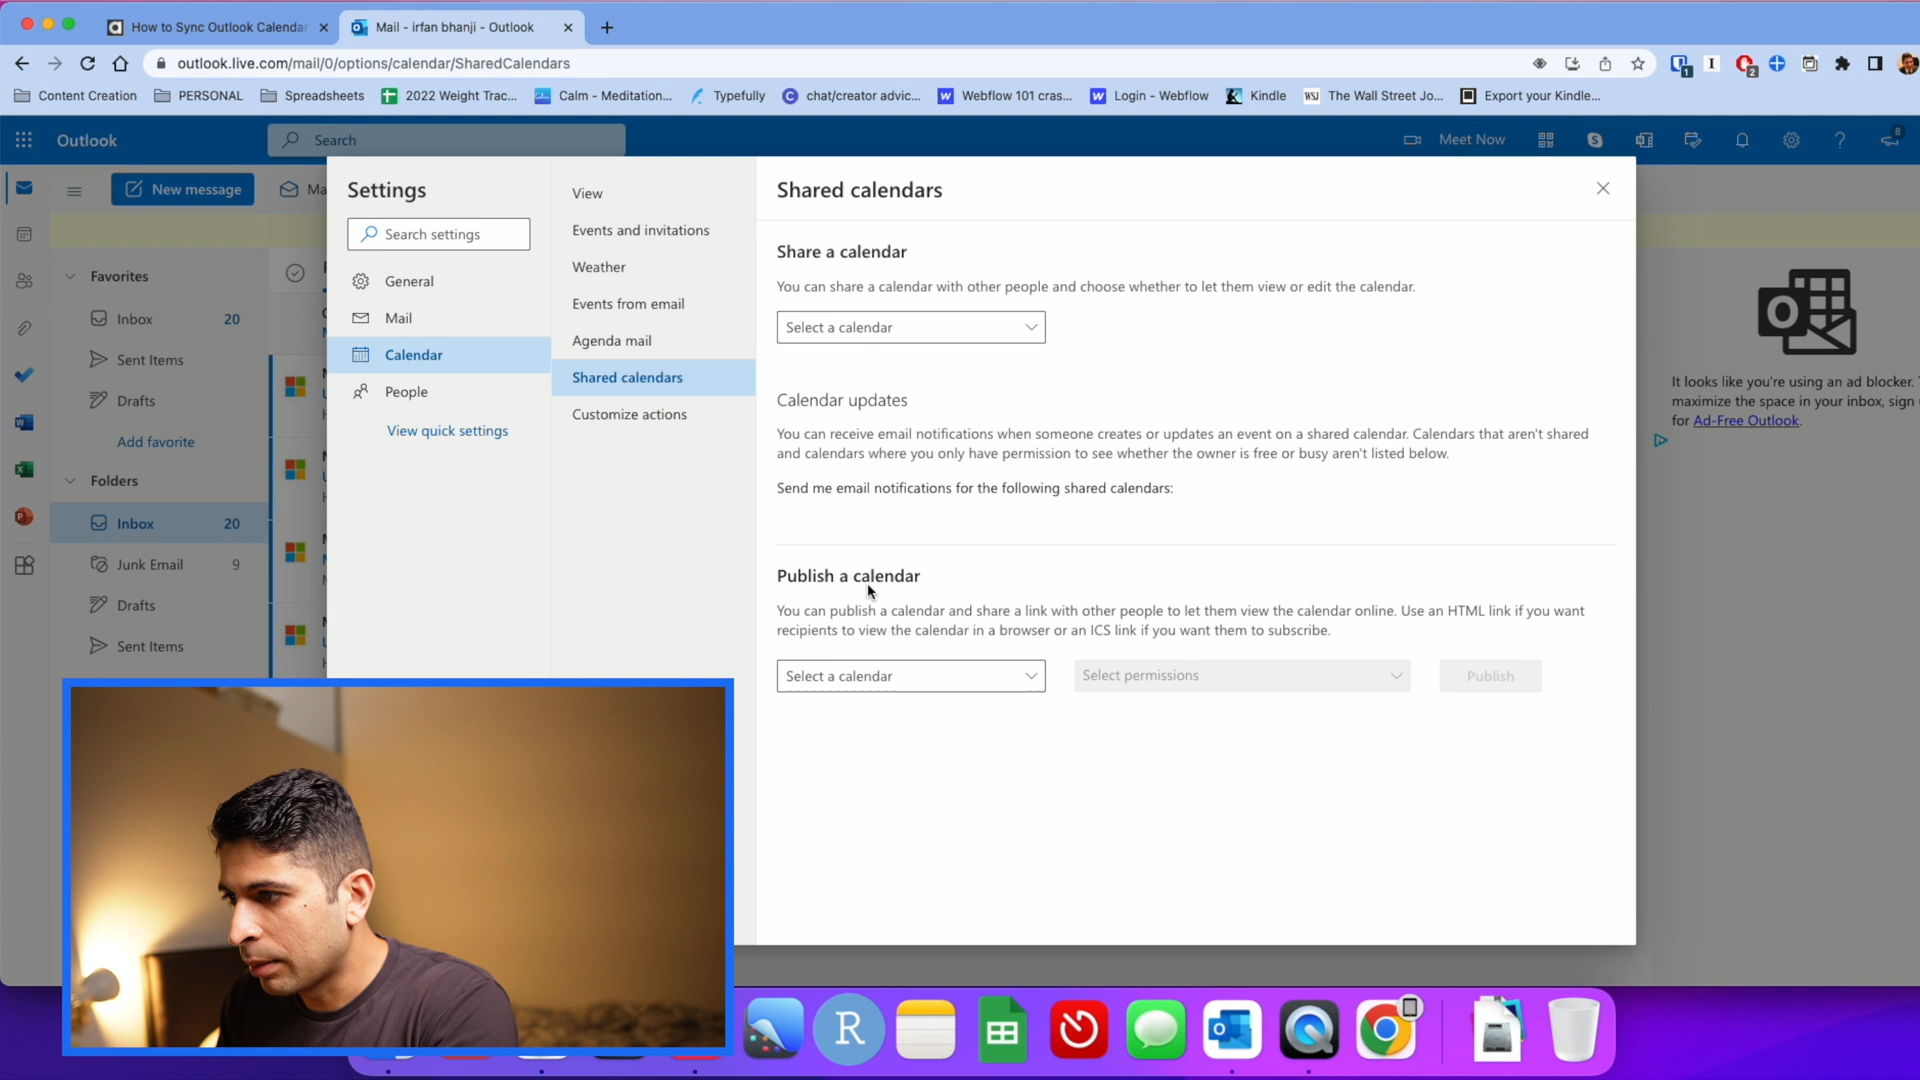 How to Sync Outlook Calendar
Mail - irfan bhanji - Outlook
outlook.live.com/mail/0/options/calendar/SharedCalendars
1
I
2
Content Creation
PERSONAL
Spreadsheets
2022 Weight Trac...
Calm - Meditation...
Typefully
chat/creator advic...
Webflow 101 cras...
Login - Webflow
Kindle
WSJ
The Wall Street Jo...
Export your Kindle...
Outlook
Search
Meet Now
8
New message
Ma
Favorites
Inbox 20
Sent Items
Drafts
Add favorite
Folders
Inbox 20
Junk Email 9
Drafts
Sent Items
Settings
Search settings
General
Mail
Calendar
People
View quick settings
View
Events and invitations
Weather
Events from email
Agenda mail
Shared calendars
Customize actions
Shared calendars
Share a calendar
You can share a calendar with other people and choose whether to let them view or edit the calendar.
Select a calendar
Calendar updates
You can receive email notifications when someone creates or updates an event on a shared calendar. Calendars that aren't shared
and calendars where you only have permission to see whether the owner is free or busy aren't listed below.
Send me email notifications for the following shared calendars:
Publish a calendar
You can publish a calendar and share a link with other people to let them view the calendar online. Use an HTML link if you want
recipients to view the calendar in a browser or an ICS link if you want them to subscribe.
Select a calendar
Select permissions
Publish
It looks like you're using an ad blocker.
maximize the space in your inbox, sign
for Ad-Free Outlook.
R